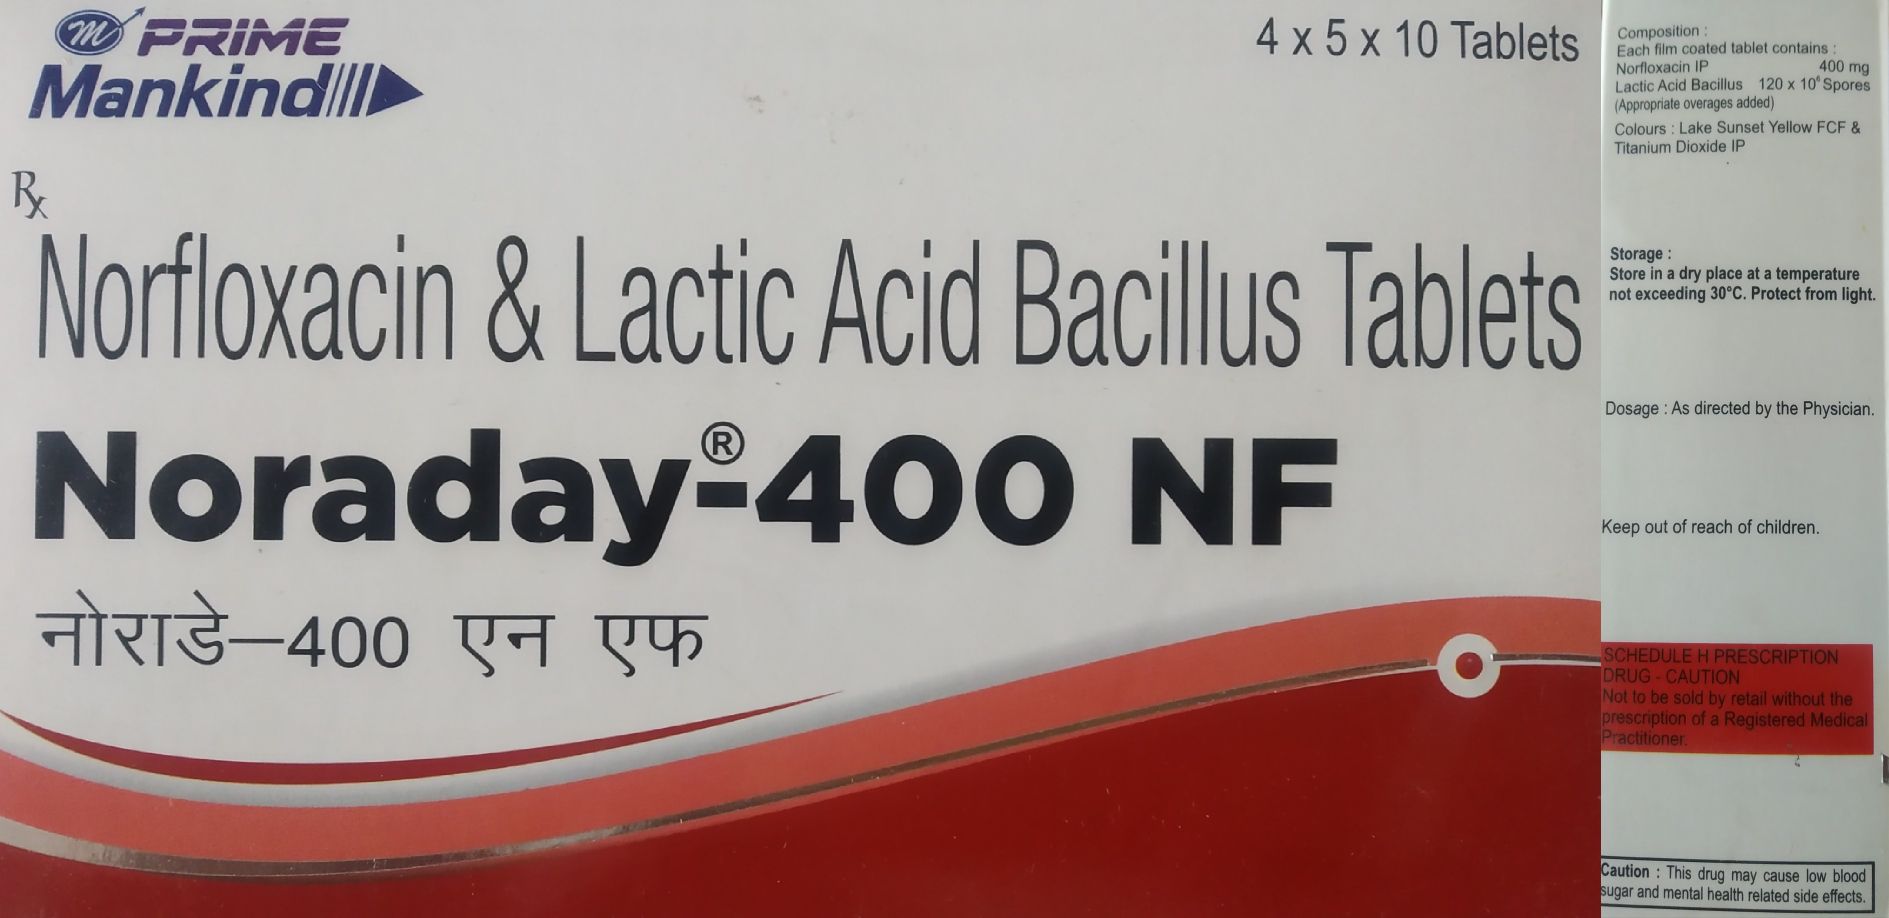 m PRIME
Mankind
4 x 5 x 10 Tablets
Rx
Norfloxacin & Lactic Acid Bacillus Tablets
Noraday®-400 NF
नोराडे–400 एन एफ
Composition :
Each film coated tablet contains :
Norfloxacin IP 400 mg
Lactic Acid Bacillus 120 x 10⁶ Spores
(Appropriate overages added)
Colours : Lake Sunset Yellow FCF &
Titanium Dioxide IP
Storage :
Store in a dry place at a temperature
not exceeding 30°C. Protect from light.
Dosage : As directed by the Physician.
Keep out of reach of children.
SCHEDULE H PRESCRIPTION
DRUG - CAUTION
Not to be sold by retail without the
prescription of a Registered Medical
Practitioner.
Caution : This drug may cause low blood
sugar and mental health related side effects.